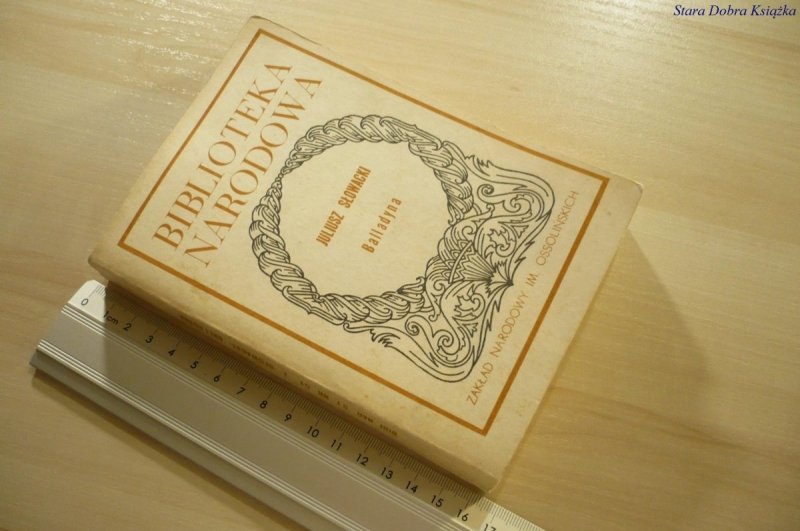 Stara Dobra Książka
BIBLIOTEKA
NARODOWA
JULIUSZ SŁOWACKI
Balladyna
ZAKŁAD NARODOWY IM. OSSOLIŃSKICH
0 1cm 2 3 4 5 6 7 8 9 10 11 12 13 14 15 16 17